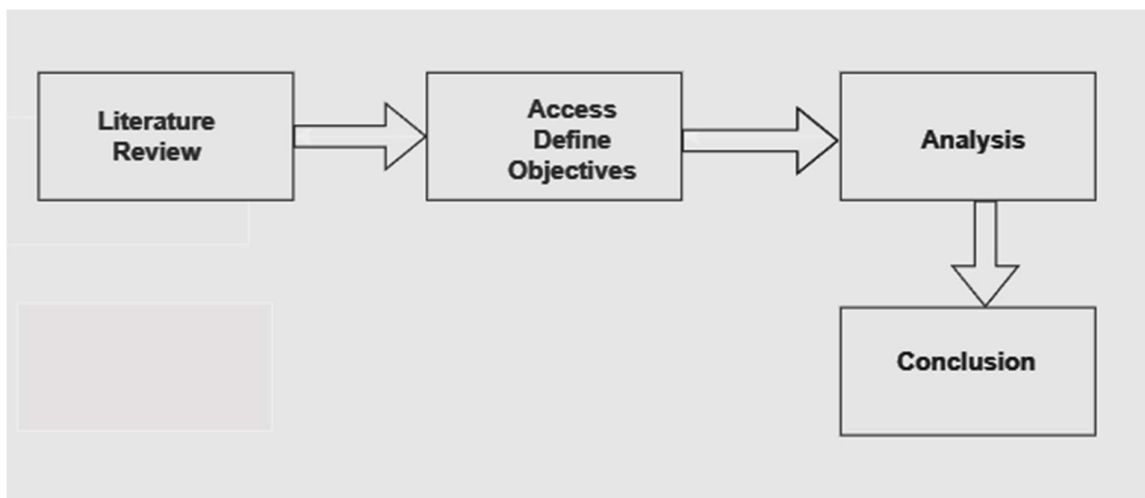 Literature
Review
Access
Define
Objectives
Analysis
Conclusion